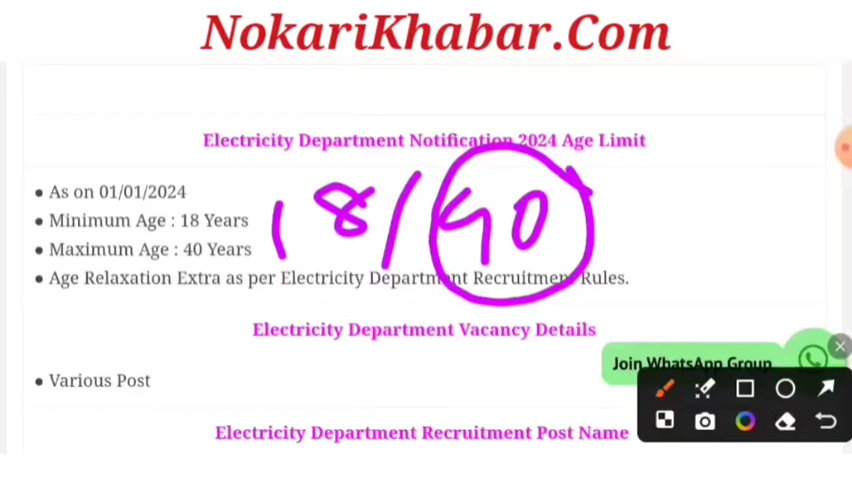 NokariKhabar.Com
Electricity Department Notification 2024 Age Limit
• As on 01/01/2024
• Minimum Age : 18 Years
• Maximum Age : 40 Years
18/40
• Age Relaxation Extra as per Electricity Department Recruitment Rules.
Electricity Department Vacancy Details
Join WhatsApp Group
• Various Post
Electricity Department Recruitment Post Name